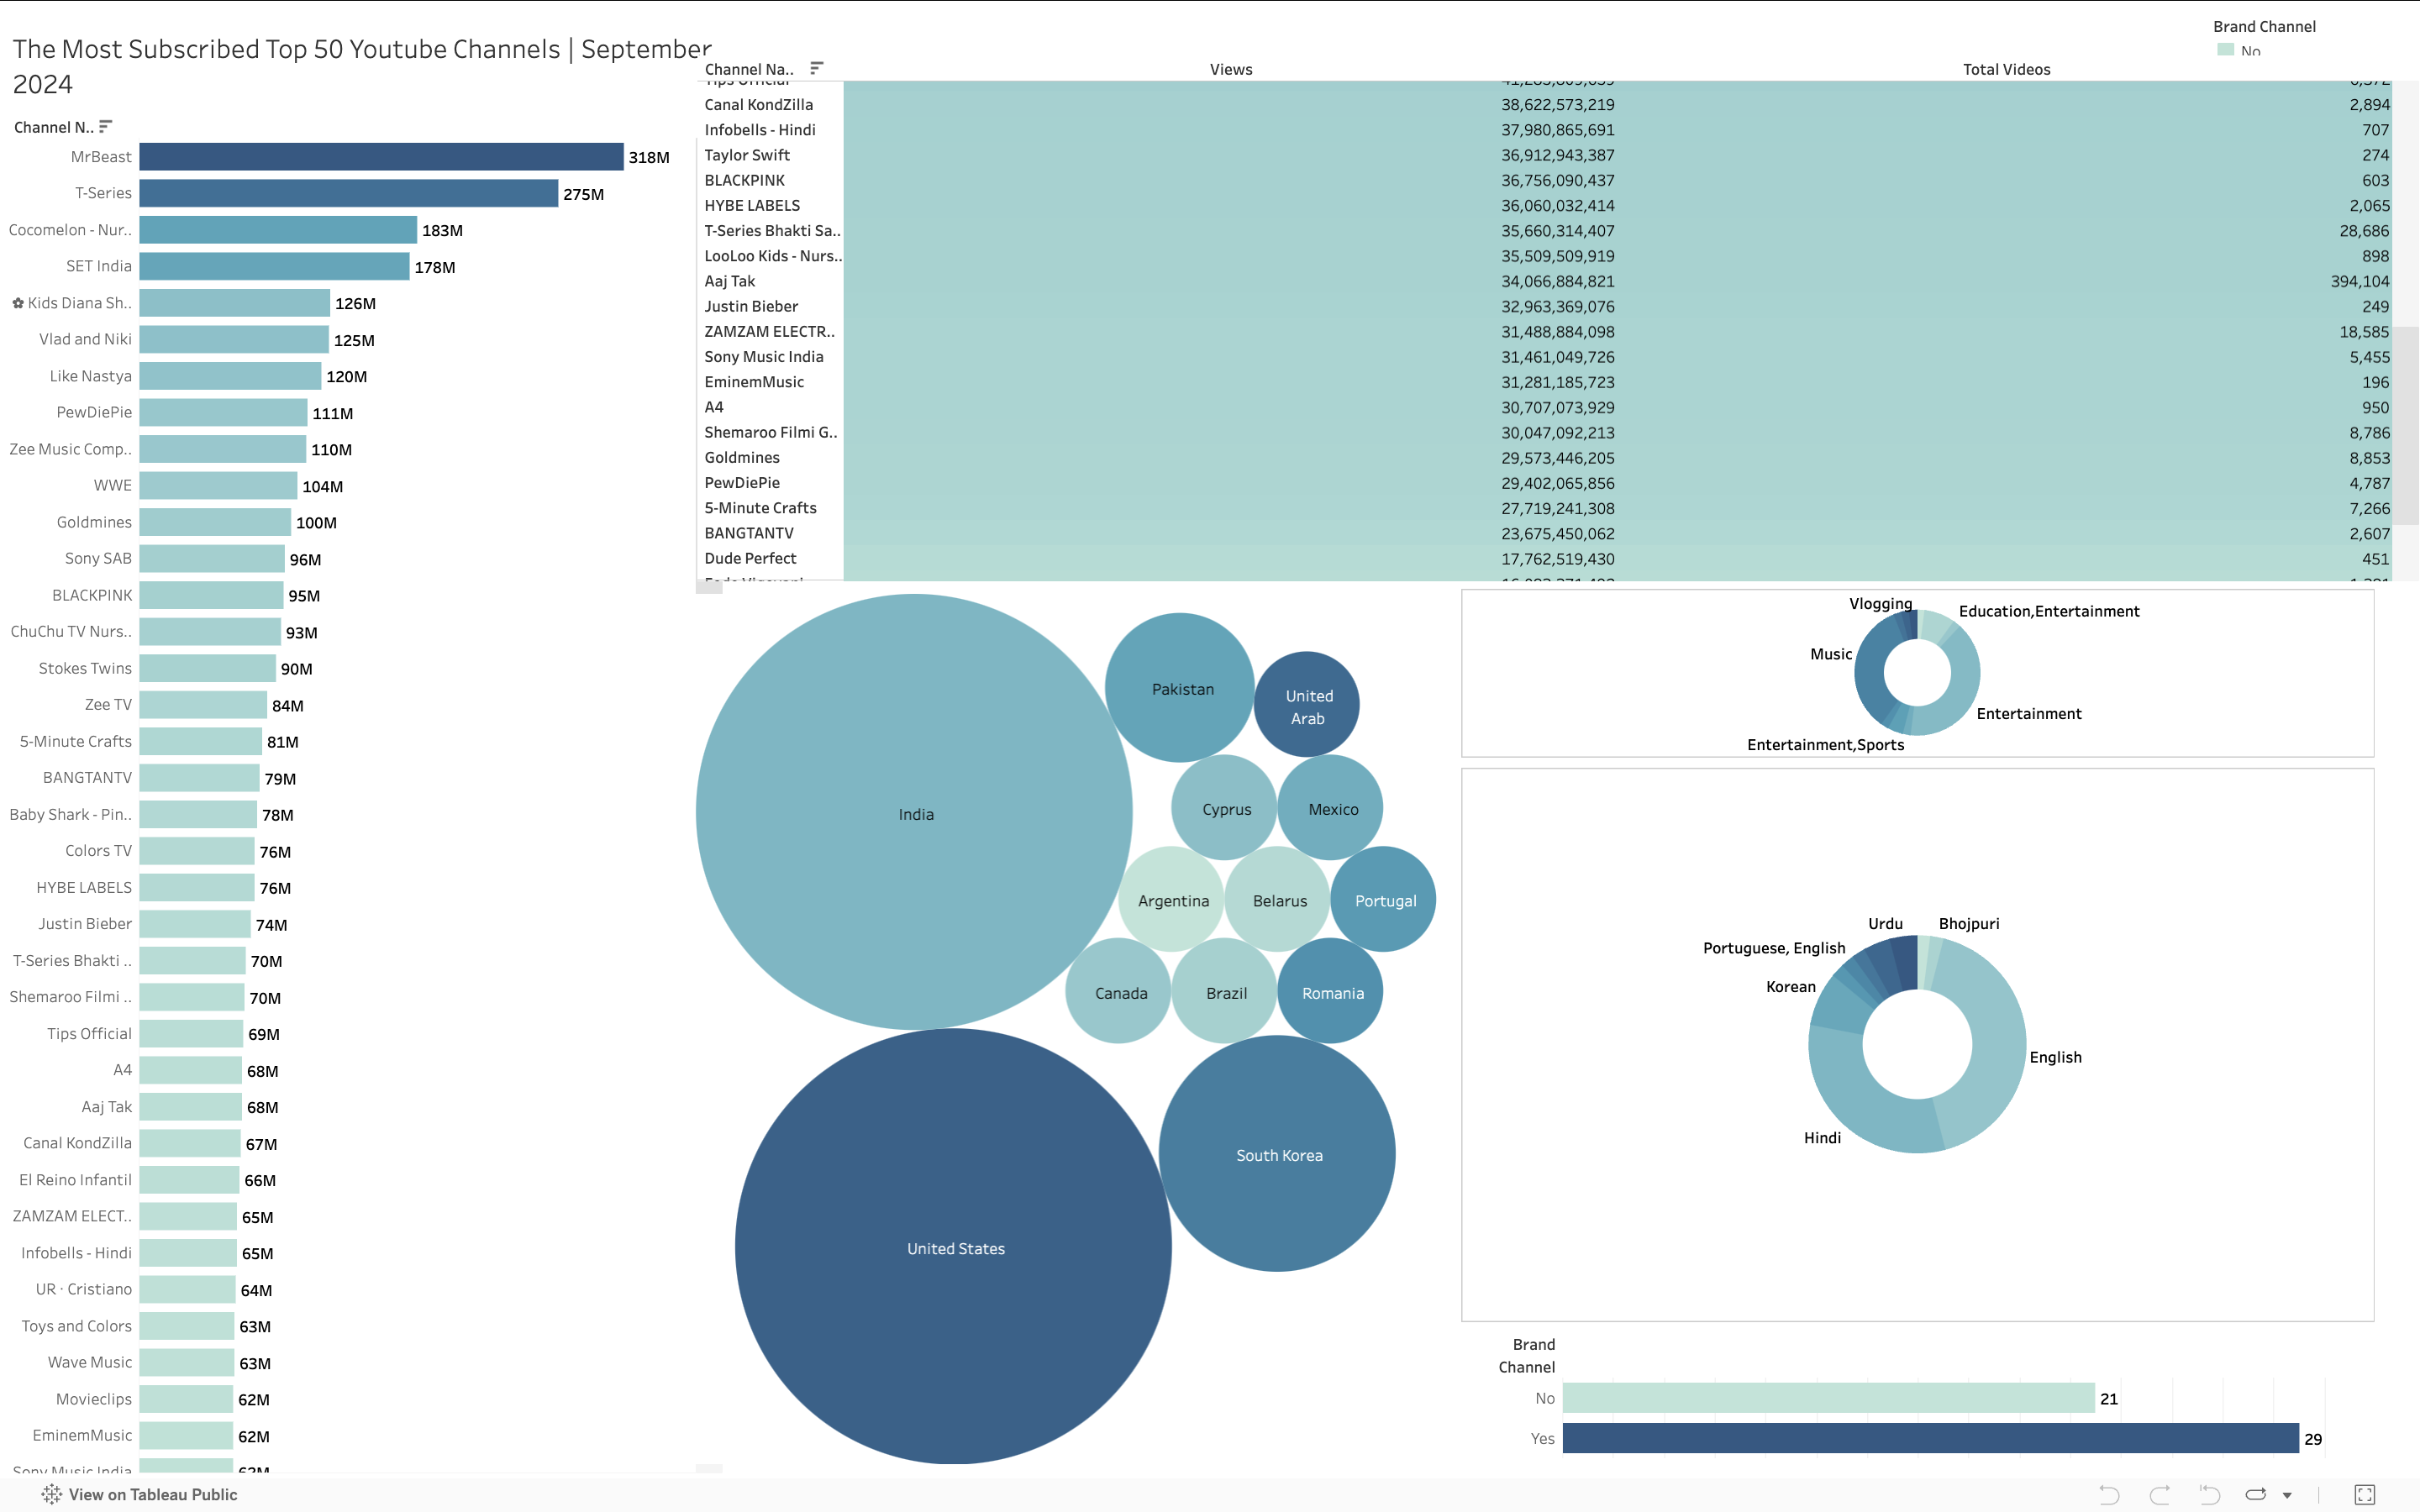 The Most Subscribed Top 50 Youtube Channels | September
2024
Channel N..
MrBeast 318M
T-Series 275M
Cocomelon - Nur.. 183M
SET India 178M
✿ Kids Diana Sh.. 126M
Vlad and Niki 125M
Like Nastya 120M
PewDiePie 111M
Zee Music Comp.. 110M
WWE 104M
Goldmines 100M
Sony SAB 96M
BLACKPINK 95M
ChuChu TV Nurs.. 93M
Stokes Twins 90M
Zee TV 84M
5-Minute Crafts 81M
BANGTANTV 79M
Baby Shark - Pin.. 78M
Colors TV 76M
HYBE LABELS 76M
Justin Bieber 74M
T-Series Bhakti .. 70M
Shemaroo Filmi .. 70M
Tips Official 69M
A4 68M
Aaj Tak 68M
Canal KondZilla 67M
El Reino Infantil 66M
ZAMZAM ELECT.. 65M
Infobells - Hindi 65M
UR · Cristiano 64M
Toys and Colors 63M
Wave Music 63M
Movieclips 62M
EminemMusic 62M
Sony Music India
Brand Channel
No
Channel Na.. Views Total Videos
Tips Official
Canal KondZilla 38,622,573,219 2,894
Infobells - Hindi 37,980,865,691 707
Taylor Swift 36,912,943,387 274
BLACKPINK 36,756,090,437 603
HYBE LABELS 36,060,032,414 2,065
T-Series Bhakti Sa.. 35,660,314,407 28,686
LooLoo Kids - Nurs.. 35,509,509,919 898
Aaj Tak 34,066,884,821 394,104
Justin Bieber 32,963,369,076 249
ZAMZAM ELECTR.. 31,488,884,098 18,585
Sony Music India 31,461,049,726 5,455
EminemMusic 31,281,185,723 196
A4 30,707,073,929 950
Shemaroo Filmi G.. 30,047,092,213 8,786
Goldmines 29,573,446,205 8,853
PewDiePie 29,402,065,856 4,787
5-Minute Crafts 27,719,241,308 7,266
BANGTANTV 23,675,450,062 2,607
Dude Perfect 17,762,519,430 451
India
Pakistan
United
Arab
Cyprus
Mexico
Argentina
Belarus
Portugal
Canada
Brazil
Romania
United States
South Korea
Vlogging
Education,Entertainment
Music
Entertainment
Entertainment,Sports
Urdu
Bhojpuri
Portuguese, English
Korean
English
Hindi
Brand
Channel
No 21
Yes 29
View on Tableau Public